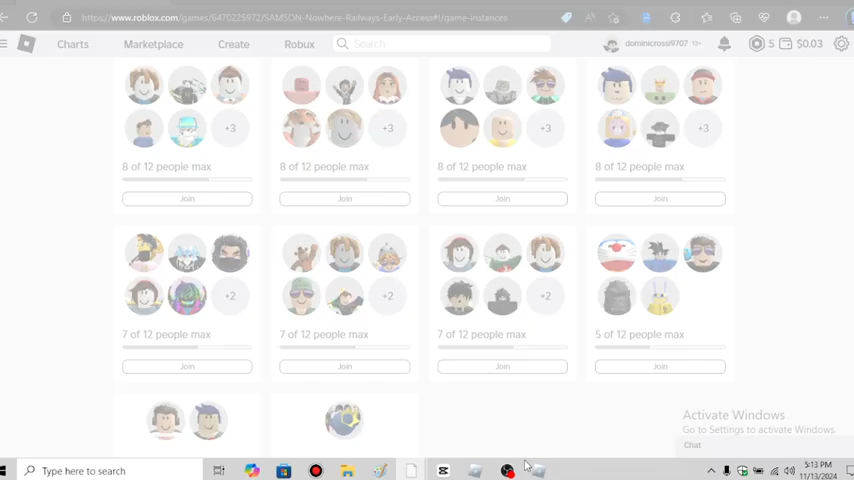 https://www.roblox.com/games/6470225972/SAMSON-Nowhere-Railways-Early-Access#!/game-instances
Charts Marketplace Create Robux Search dominicrossi9707 12+ 5 $0.03
+3 +3 +3 +3
8 of 12 people max 8 of 12 people max 8 of 12 people max 8 of 12 people max
Join Join Join Join
+2 +2 +2
7 of 12 people max 7 of 12 people max 7 of 12 people max 5 of 12 people max
Join Join Join Join
Activate Windows
Go to Settings to activate Windows.
Chat
Type here to search 5:13 PM
11/13/2024